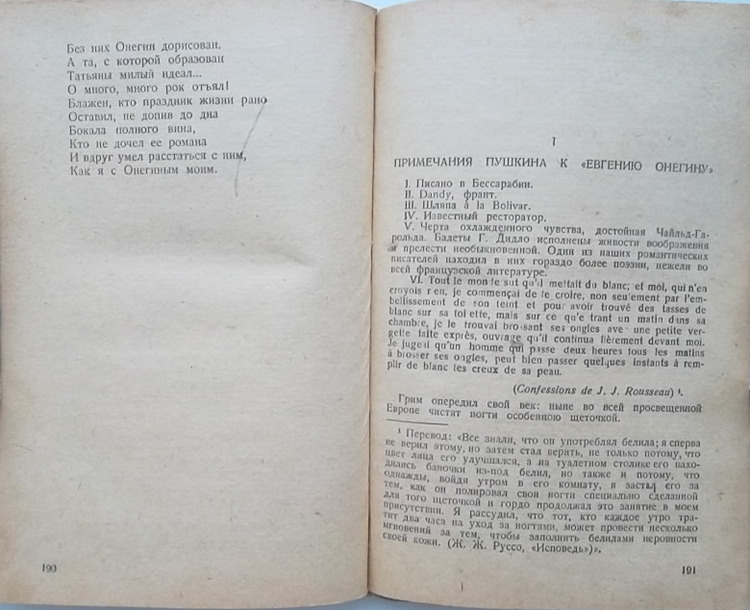 Без них Онегин дорисован.
А та, с которой образован
Татьяны милый идеал...
О много, много рок отъял!
Блажен, кто праздник жизни рано
Оставил, не допив до дна
Бокала полного вина,
Кто не дочел ее романа
И вдруг умел расстаться с ним,
Как я с Онегиным моим.
190
I
ПРИМЕЧАНИЯ ПУШКИНА К «ЕВГЕНИЮ ОНЕГИНУ»
I. Писано в Бессарабии.
II. Dandy, франт.
III. Шляпа à la Bolivar.
IV. Известный ресторатор.
V. Черта охлажденного чувства, достойная Чайльд-Га-
рольда. Балеты Г. Дидло исполнены живости воображения
и прелести необыкновенной. Один из наших романтических
писателей находил в них гораздо более поэзии, нежели во
всей французской литературе.
VI. Tout le monde sut qu'il mettait du blanc; et moi, qui n'en
croyois rien, je commençai de le croire, non seulement par l'em-
bellissement de son teint et pour avoir trouvé des tasses de
blanc sur sa toilette, mais sur ce qu'entrant un matin dans sa
chambre, je le trouvai brossant ses ongles avec une petite ver-
gette faite exprès, ouvrage qu'il continua fièrement devant moi.
Je jugeai qu'un homme qui passe deux heures tous les matins
à brosser ses ongles, peut bien passer quelques instants à rem-
plir de blanc les creux de sa peau.
(Confessions de J. J. Rousseau) ¹.
Грим опередил свой век: ныне во всей просвещенной
Европе чистят ногти особенною щеточкой.
¹ Перевод: «Все знали, что он употреблял белила; я сперва
не верил этому, но затем стал верить, не только потому, что
цвет лица его улучшался, а на туалетном столике его нахо-
дились баночки из-под белил, но также и потому, что
однажды, войдя утром в его комнату, я застал его за
тем, как он полировал свои ногти специально сделанной
для того щеточкой и гордо продолжал это занятие в моем
присутствии. Я рассудил, что тот, кто каждое утро тра-
тит два часа на уход за ногтями, может провести несколько
мгновений за тем, чтобы заполнить белилами неровности
своей кожи. (Ж. Ж. Руссо, «Исповедь»)».
191